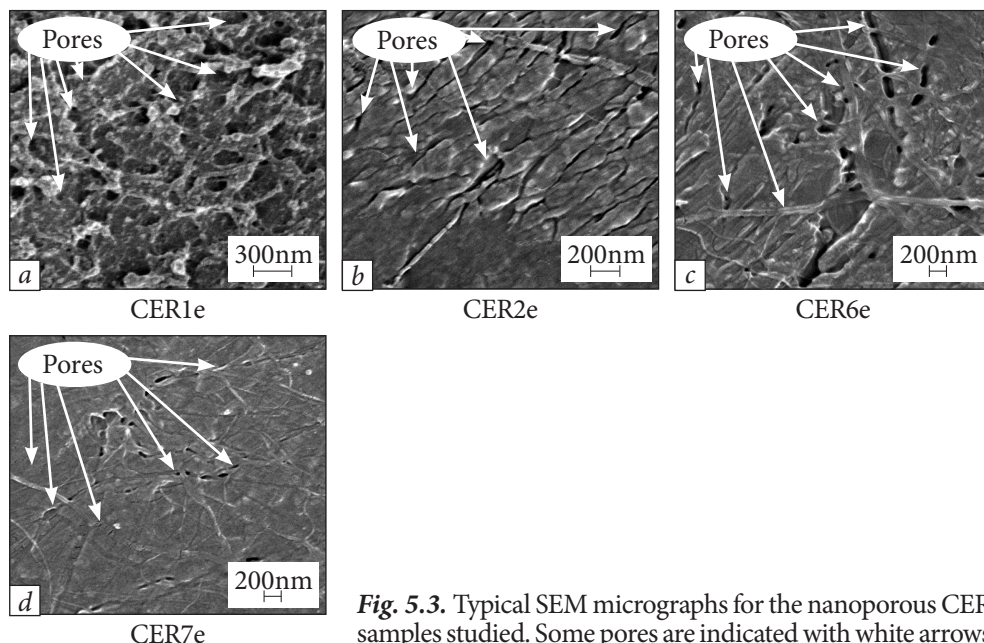 Pores
300nm
a
CER1e
Pores
200nm
b
CER2e
Pores
200nm
c
CER6e
Pores
200nm
d
CER7e
Fig. 5.3. Typical SEM micrographs for the nanoporous CER
samples studied. Some pores are indicated with white arrows